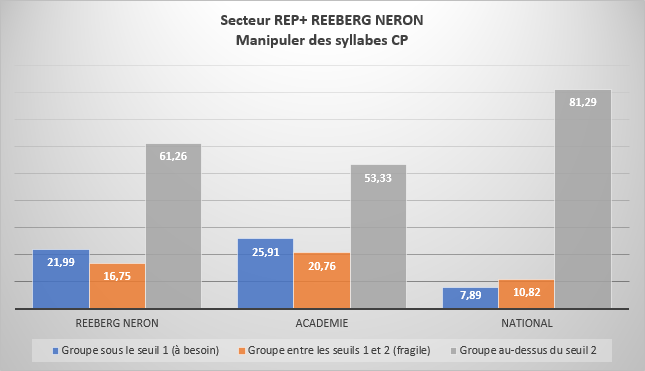 Secteur REP+ REEBERG NERON
Manipuler des syllabes CP
21,99
16,75
61,26
25,91
20,76
53,33
7,89
10,82
81,29
REEBERG NERON
ACADEMIE
NATIONAL
Groupe sous le seuil 1 (à besoin)
Groupe entre les seuils 1 et 2 (fragile)
Groupe au-dessus du seuil 2